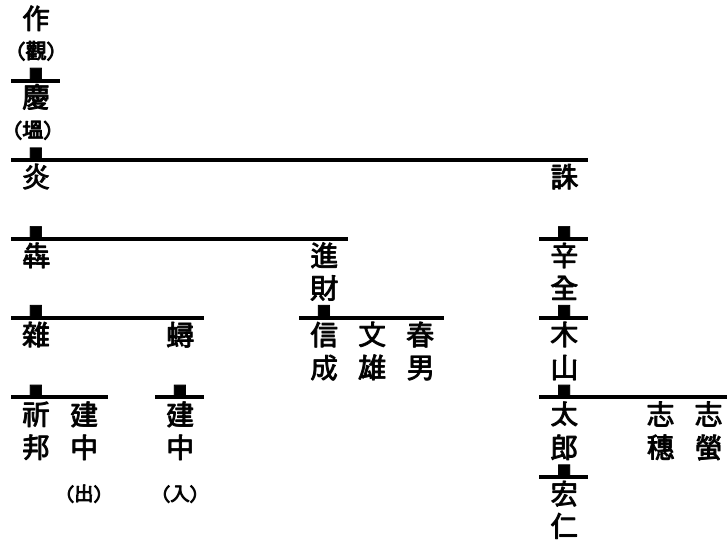 作
（觀）
慶
（塭）
炎 誅
犇 進財 辛全
雜 蟳 信成 文雄 春男 木山
祈邦 建中（出） 建中（入） 太郎 志穗 志螢
宏仁